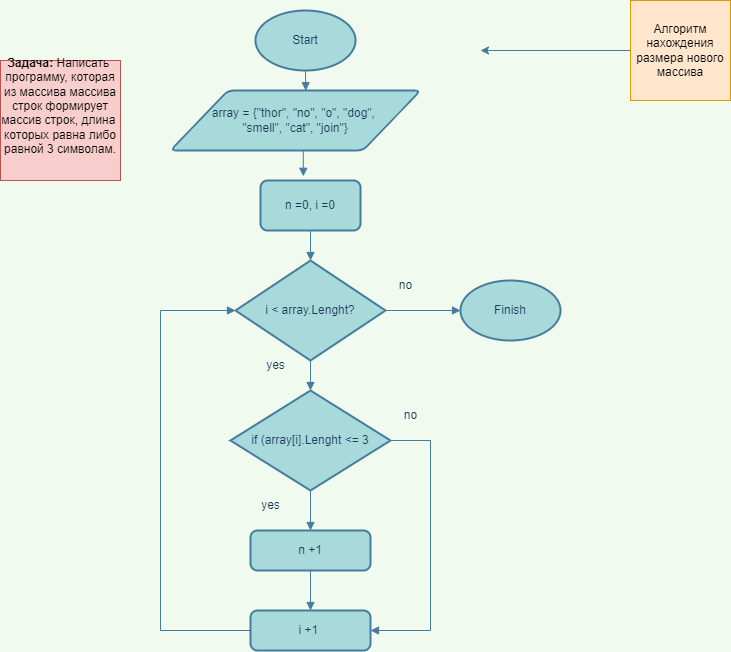 Start
Алгоритм
нахождения
размера нового
массива
Задача: Написать
программу, которая
из массива массива
строк формирует
массив строк, длина
которых равна либо
равной 3 символам.
array = {"thor", "no", "o", "dog",
"smell", "cat", "join"}
n =0, i =0
no
i < array.Lenght?
Finish
yes
no
if (array[i].Lenght <= 3
yes
n +1
i +1